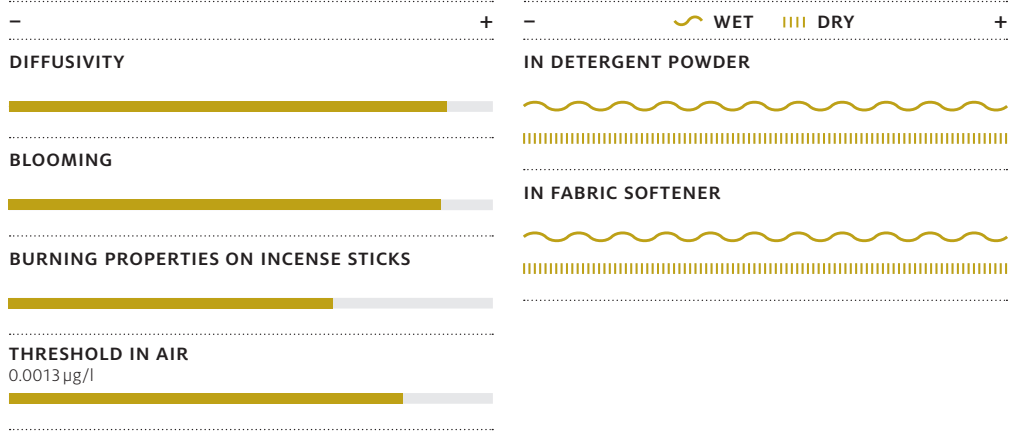 − +
DIFFUSIVITY
BLOOMING
BURNING PROPERTIES ON INCENSE STICKS
THRESHOLD IN AIR
0.0013 µg/l
− WET DRY +
IN DETERGENT POWDER
IN FABRIC SOFTENER